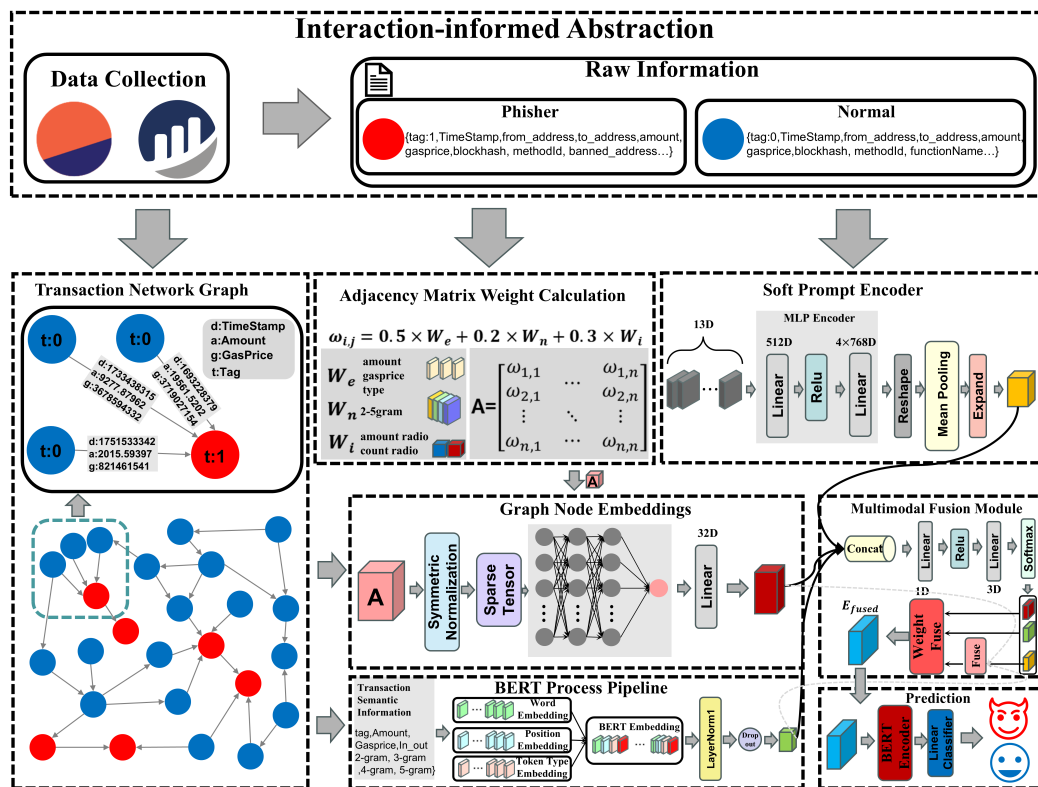 Interaction-informed Abstraction
Data Collection
Raw Information
Phisher
{tag:1,TimeStamp,from_address,to_address,amount,
gasprice,blockhash, methodId, banned_address…}
Normal
{tag:0,TimeStamp,from_address,to_address,amount,
gasprice,blockhash, methodId, functionName…}
Transaction Network Graph
t:0
t:0
d:TimeStamp
a:Amount
g:GasPrice
t:Tag
d:1733438315
a:9277.87962
g:3678594332
d:1693228379
a:19561.5202
g:3719027154
t:0
d:1751533342
a:2015.59397
g:821461541
t:1
Adjacency Matrix Weight Calculation
ω_{i,j} = 0.5 × W_e + 0.2 × W_n + 0.3 × W_i
W_e
amount
gasprice
type
W_n 2-5gram
W_i
amount radio
count radio
A=
ω_{1,1} ⋯ ω_{1,n}
ω_{2,1} ω_{2,n}
⋮ ⋱ ⋮
ω_{n,1} ⋯ ω_{n,n}
A
Soft Prompt Encoder
13D
MLP Encoder
512D
4×768D
Linear
Relu
Linear
Reshape
Mean Pooling
Expand
Graph Node Embeddings
A
Symmetric
Normalization
Sparse
Tensor
32D
Linear
Multimodal Fusion Module
Concat
Linear
Relu
Linear
Softmax
1D
3D
E_{fused}
Weight
Fuse
Fuse
BERT Process Pipeline
Transaction
Semantic
Information
tag,Amount,
Gasprice,In_out
2-gram, 3-gram
,4-gram, 5-gram}
Word
Embedding
Position
Embedding
Token Type
Embedding
BERT Embedding
LayerNorm1
Drop
out
Prediction
BERT
Encoder
Linear
Classifier